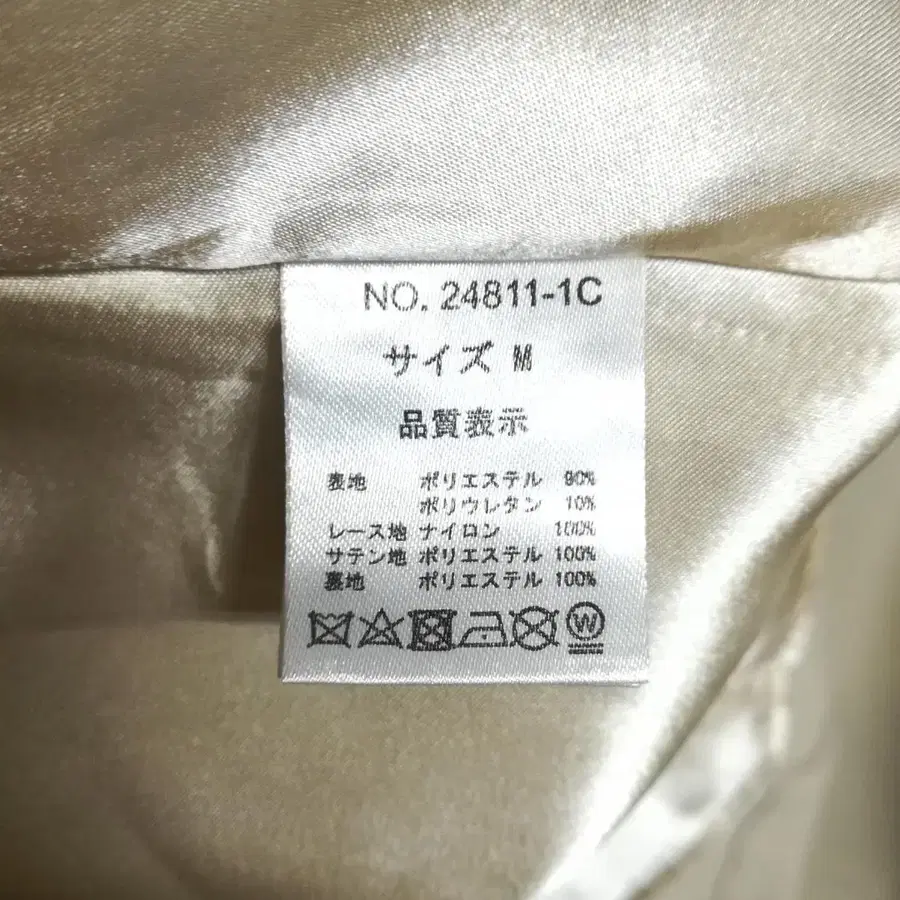 NO. 24811-1C
サイズ M
品質表示
表地 ポリエステル 90%
ポリウレタン 10%
レース地 ナイロン 100%
サテン地 ポリエステル 100%
裏地 ポリエステル 100%
W